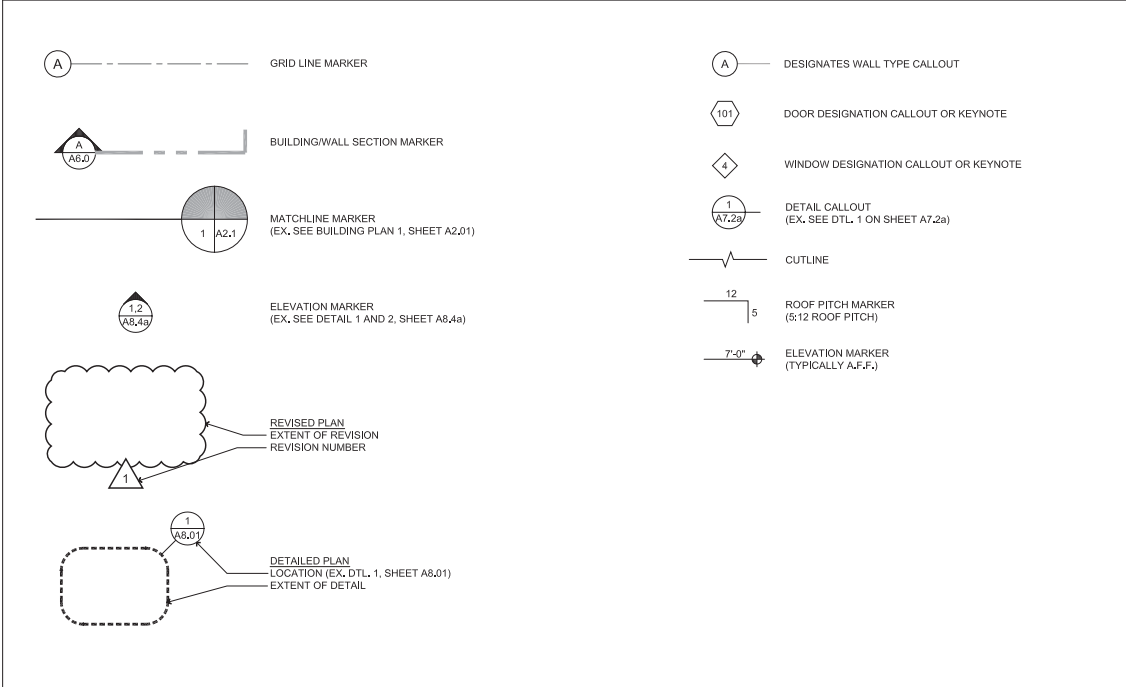 A
GRID LINE MARKER
A
A6.0
BUILDING/WALL SECTION MARKER
1
A2.1
MATCHLINE MARKER
(EX. SEE BUILDING PLAN 1, SHEET A2.01)
1,2
A8.4a
ELEVATION MARKER
(EX. SEE DETAIL 1 AND 2, SHEET A8.4a)
REVISED PLAN
EXTENT OF REVISION
REVISION NUMBER
1
1
A8.01
DETAILED PLAN
LOCATION (EX. DTL. 1, SHEET A8.01)
EXTENT OF DETAIL
A
DESIGNATES WALL TYPE CALLOUT
101
DOOR DESIGNATION CALLOUT OR KEYNOTE
4
WINDOW DESIGNATION CALLOUT OR KEYNOTE
1
A7.2a
DETAIL CALLOUT
(EX. SEE DTL. 1 ON SHEET A7.2a)
CUTLINE
12
5
ROOF PITCH MARKER
(5:12 ROOF PITCH)
7'-0"
ELEVATION MARKER
(TYPICALLY A.F.F.)